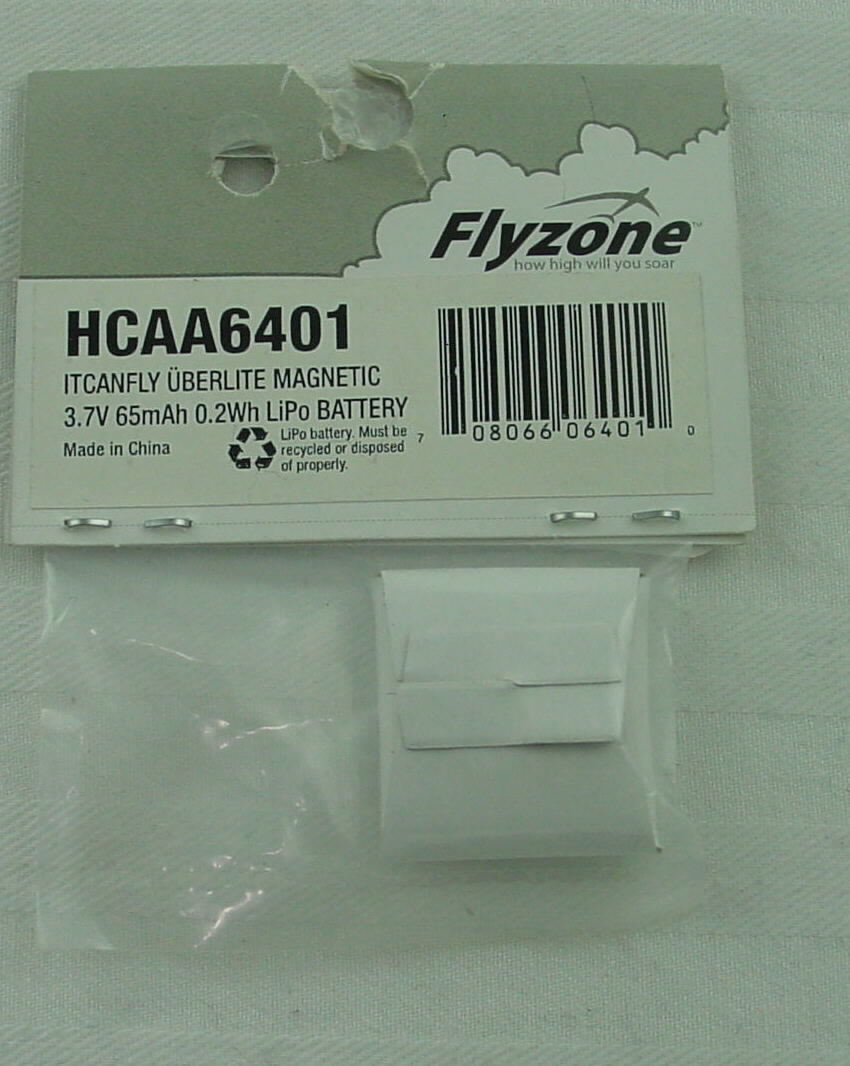 Flyzone™
how high will you soar
HCAA6401
ITCANFLY ÜBERLITE MAGNETIC
3.7V 65mAh 0.2Wh LiPo BATTERY
Made in China
LiPo battery. Must be
recycled or disposed
of properly.
7 08066 06401 0